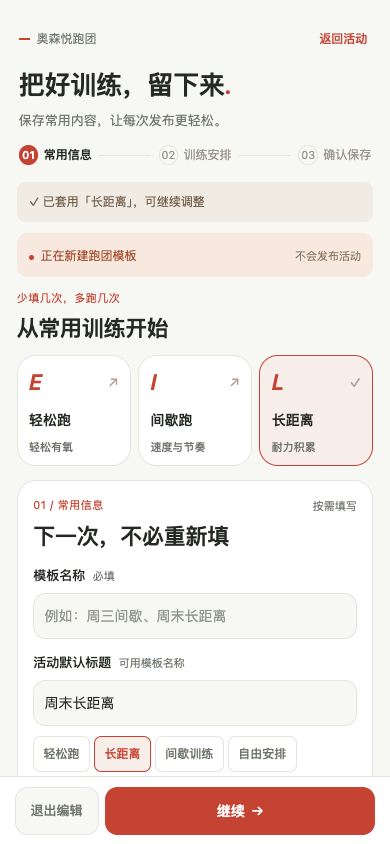 奥森悦跑团
返回活动
把好训练，留下来.
保存常用内容，让每次发布更轻松。
01 常用信息 02 训练安排 03 确认保存
✓ 已套用「长距离」，可继续调整
• 正在新建跑团模板 不会发布活动
少填几次，多跑几次
从常用训练开始
E ↗ I ↗ L ✓
轻松跑 间歇跑 长距离
轻松有氧 速度与节奏 耐力积累
01 / 常用信息 按需填写
下一次，不必重新填
模板名称 必填
例如：周三间歇、周末长距离
活动默认标题 可用模板名称
周末长距离
轻松跑 长距离 间歇训练 自由安排
退出编辑 继续 →